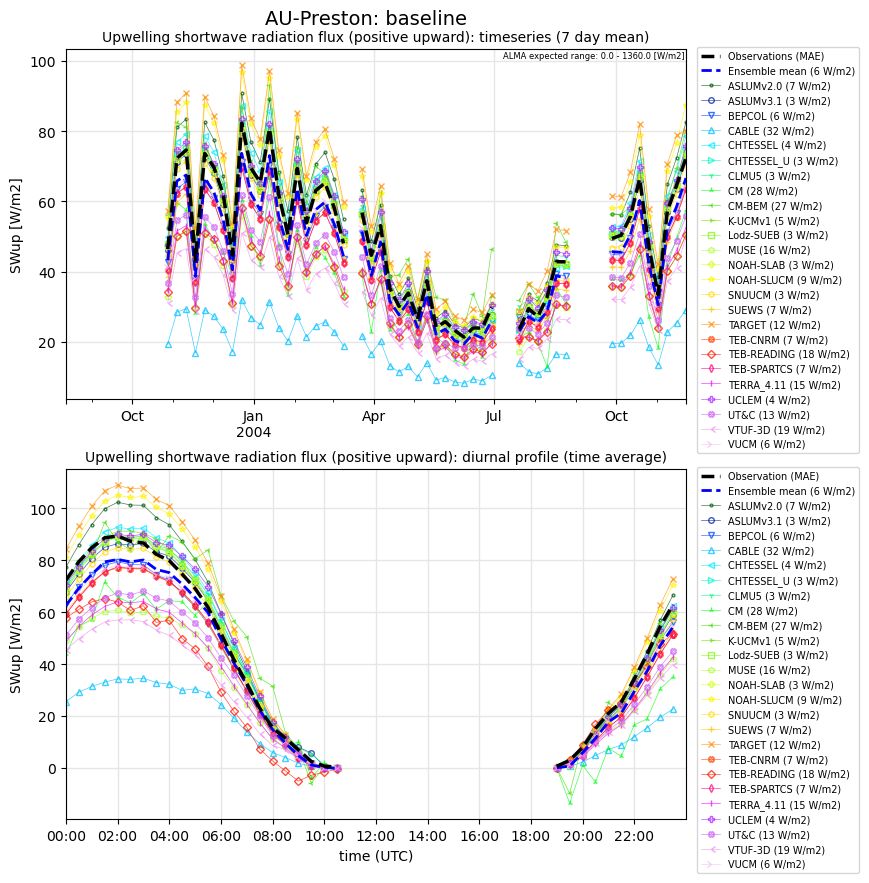 AU-Preston: baseline
Upwelling shortwave radiation flux (positive upward): timeseries (7 day mean)
ALMA expected range: 0.0 - 1360.0 [W/m2]
SWup [W/m2]
100
80
60
40
20
Oct
Jan
2004
Apr
Jul
Oct
Observations (MAE)
Ensemble mean (6 W/m2)
ASLUMv2.0 (7 W/m2)
ASLUMv3.1 (3 W/m2)
BEPCOL (6 W/m2)
CABLE (32 W/m2)
CHTESSEL (4 W/m2)
CHTESSEL_U (3 W/m2)
CLMU5 (3 W/m2)
CM (28 W/m2)
CM-BEM (27 W/m2)
K-UCMv1 (5 W/m2)
Lodz-SUEB (3 W/m2)
MUSE (16 W/m2)
NOAH-SLAB (3 W/m2)
NOAH-SLUCM (9 W/m2)
SNUUCM (3 W/m2)
SUEWS (7 W/m2)
TARGET (12 W/m2)
TEB-CNRM (7 W/m2)
TEB-READING (18 W/m2)
TEB-SPARTCS (7 W/m2)
TERRA_4.11 (15 W/m2)
UCLEM (4 W/m2)
UT&C (13 W/m2)
VTUF-3D (19 W/m2)
VUCM (6 W/m2)
Upwelling shortwave radiation flux (positive upward): diurnal profile (time average)
SWup [W/m2]
100
80
60
40
20
0
00:00
02:00
04:00
06:00
08:00
10:00
12:00
14:00
16:00
18:00
20:00
22:00
time (UTC)
Observation (MAE)
Ensemble mean (6 W/m2)
ASLUMv2.0 (7 W/m2)
ASLUMv3.1 (3 W/m2)
BEPCOL (6 W/m2)
CABLE (32 W/m2)
CHTESSEL (4 W/m2)
CHTESSEL_U (3 W/m2)
CLMU5 (3 W/m2)
CM (28 W/m2)
CM-BEM (27 W/m2)
K-UCMv1 (5 W/m2)
Lodz-SUEB (3 W/m2)
MUSE (16 W/m2)
NOAH-SLAB (3 W/m2)
NOAH-SLUCM (9 W/m2)
SNUUCM (3 W/m2)
SUEWS (7 W/m2)
TARGET (12 W/m2)
TEB-CNRM (7 W/m2)
TEB-READING (18 W/m2)
TEB-SPARTCS (7 W/m2)
TERRA_4.11 (15 W/m2)
UCLEM (4 W/m2)
UT&C (13 W/m2)
VTUF-3D (19 W/m2)
VUCM (6 W/m2)